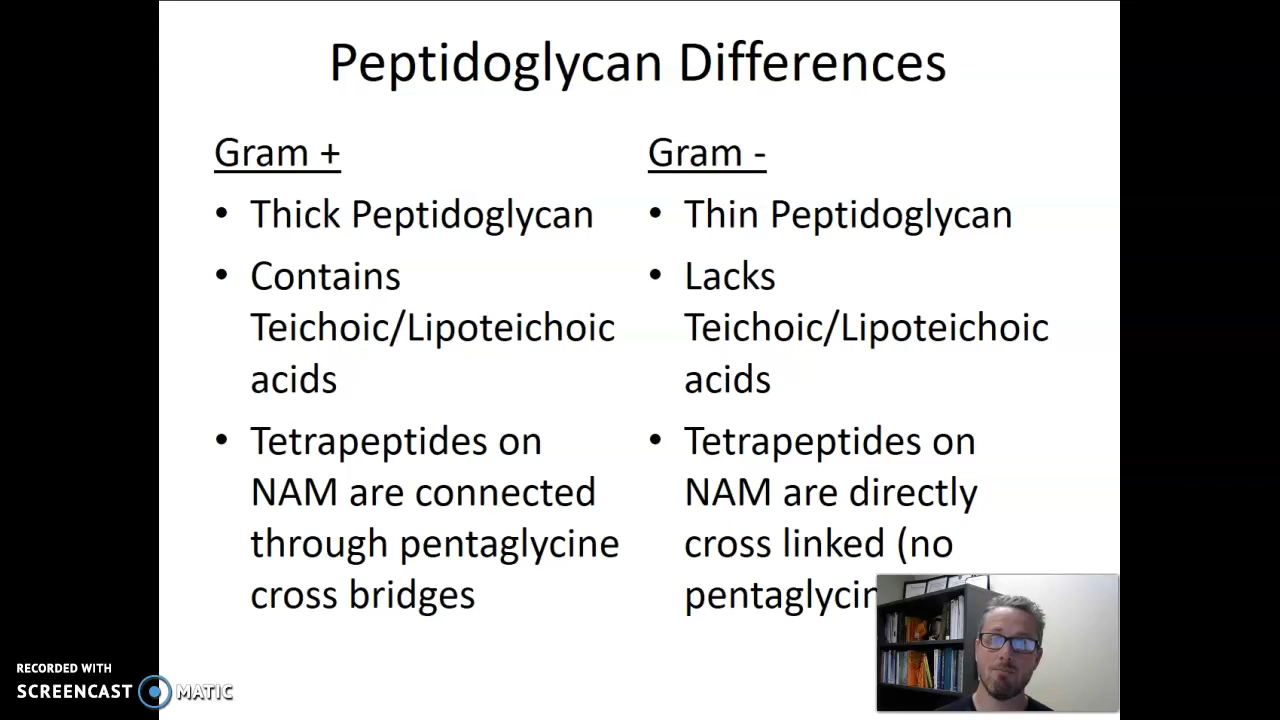 Peptidoglycan Differences
Gram +
• Thick Peptidoglycan
• Contains
Teichoic/Lipoteichoic
acids
• Tetrapeptides on
NAM are connected
through pentaglycine
cross bridges
Gram -
• Thin Peptidoglycan
• Lacks
Teichoic/Lipoteichoic
acids
• Tetrapeptides on
NAM are directly
cross linked (no
RECORDED WITH
SCREENCAST MATIC